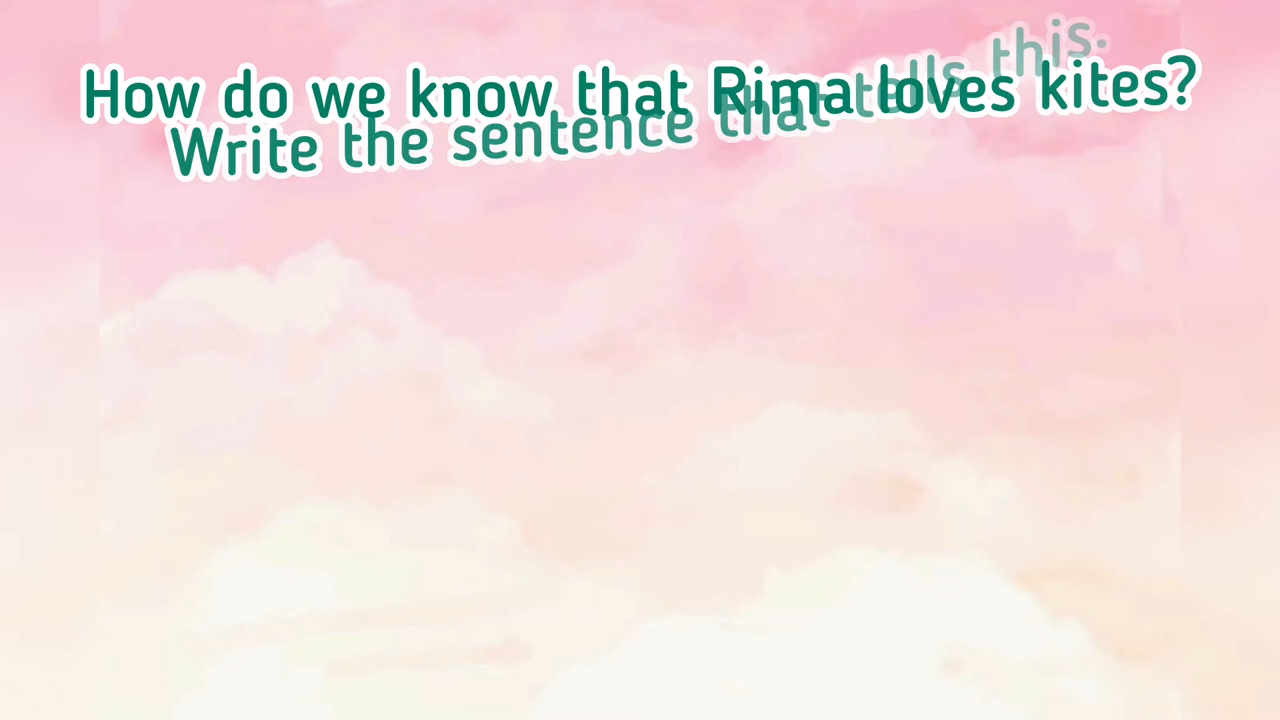 How do we know that Rima loves kites?
Write the sentence that tells this.